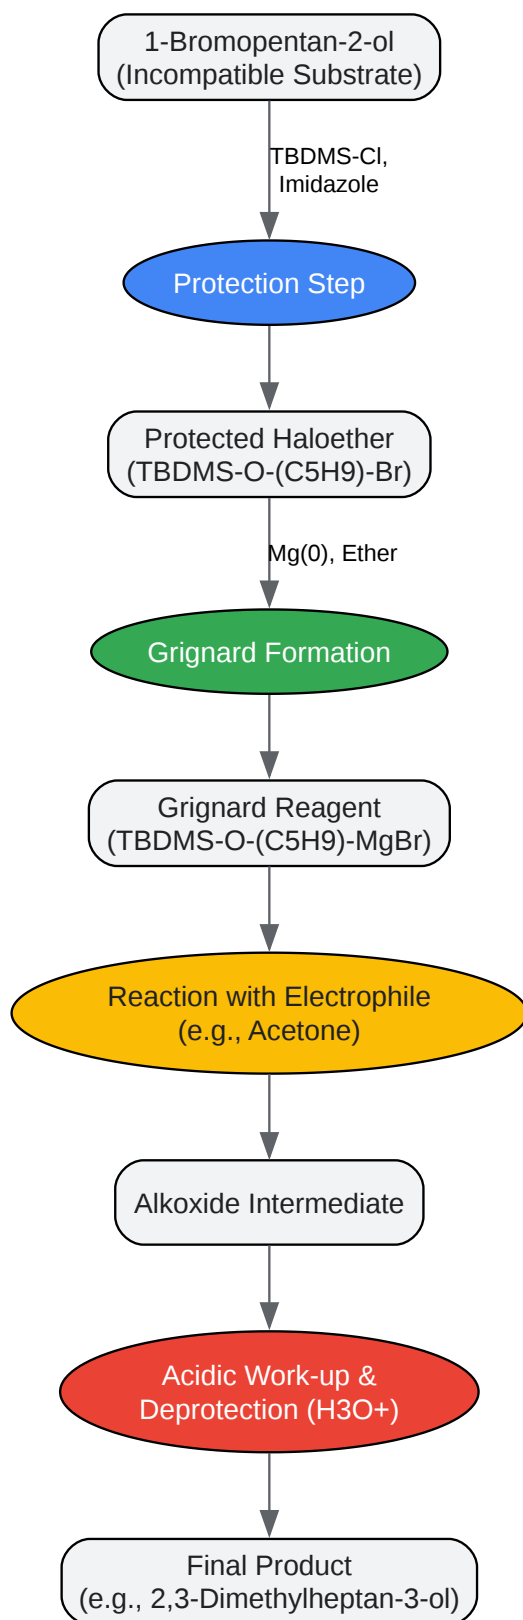 1-Bromopentan-2-ol
(Incompatible Substrate)
TBDMS-Cl,
Imidazole
Protection Step
Protected Haloether
(TBDMS-O-(C5H9)-Br)
Mg(0), Ether
Grignard Formation
Grignard Reagent
(TBDMS-O-(C5H9)-MgBr)
Reaction with Electrophile
(e.g., Acetone)
Alkoxide Intermediate
Acidic Work-up &
Deprotection (H3O+)
Final Product
(e.g., 2,3-Dimethylheptan-3-ol)